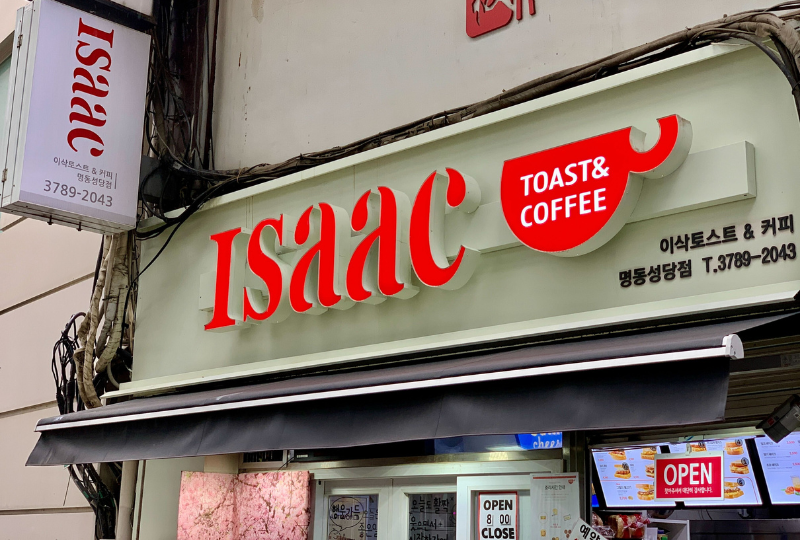 Isaac
이삭토스트 & 커피
명동성당점
3789-2043
Isaac
TOAST&
COFFEE
이삭토스트 & 커피
명동성당점 T.3789-2043
OPEN
OPEN
8 00
CLOSE